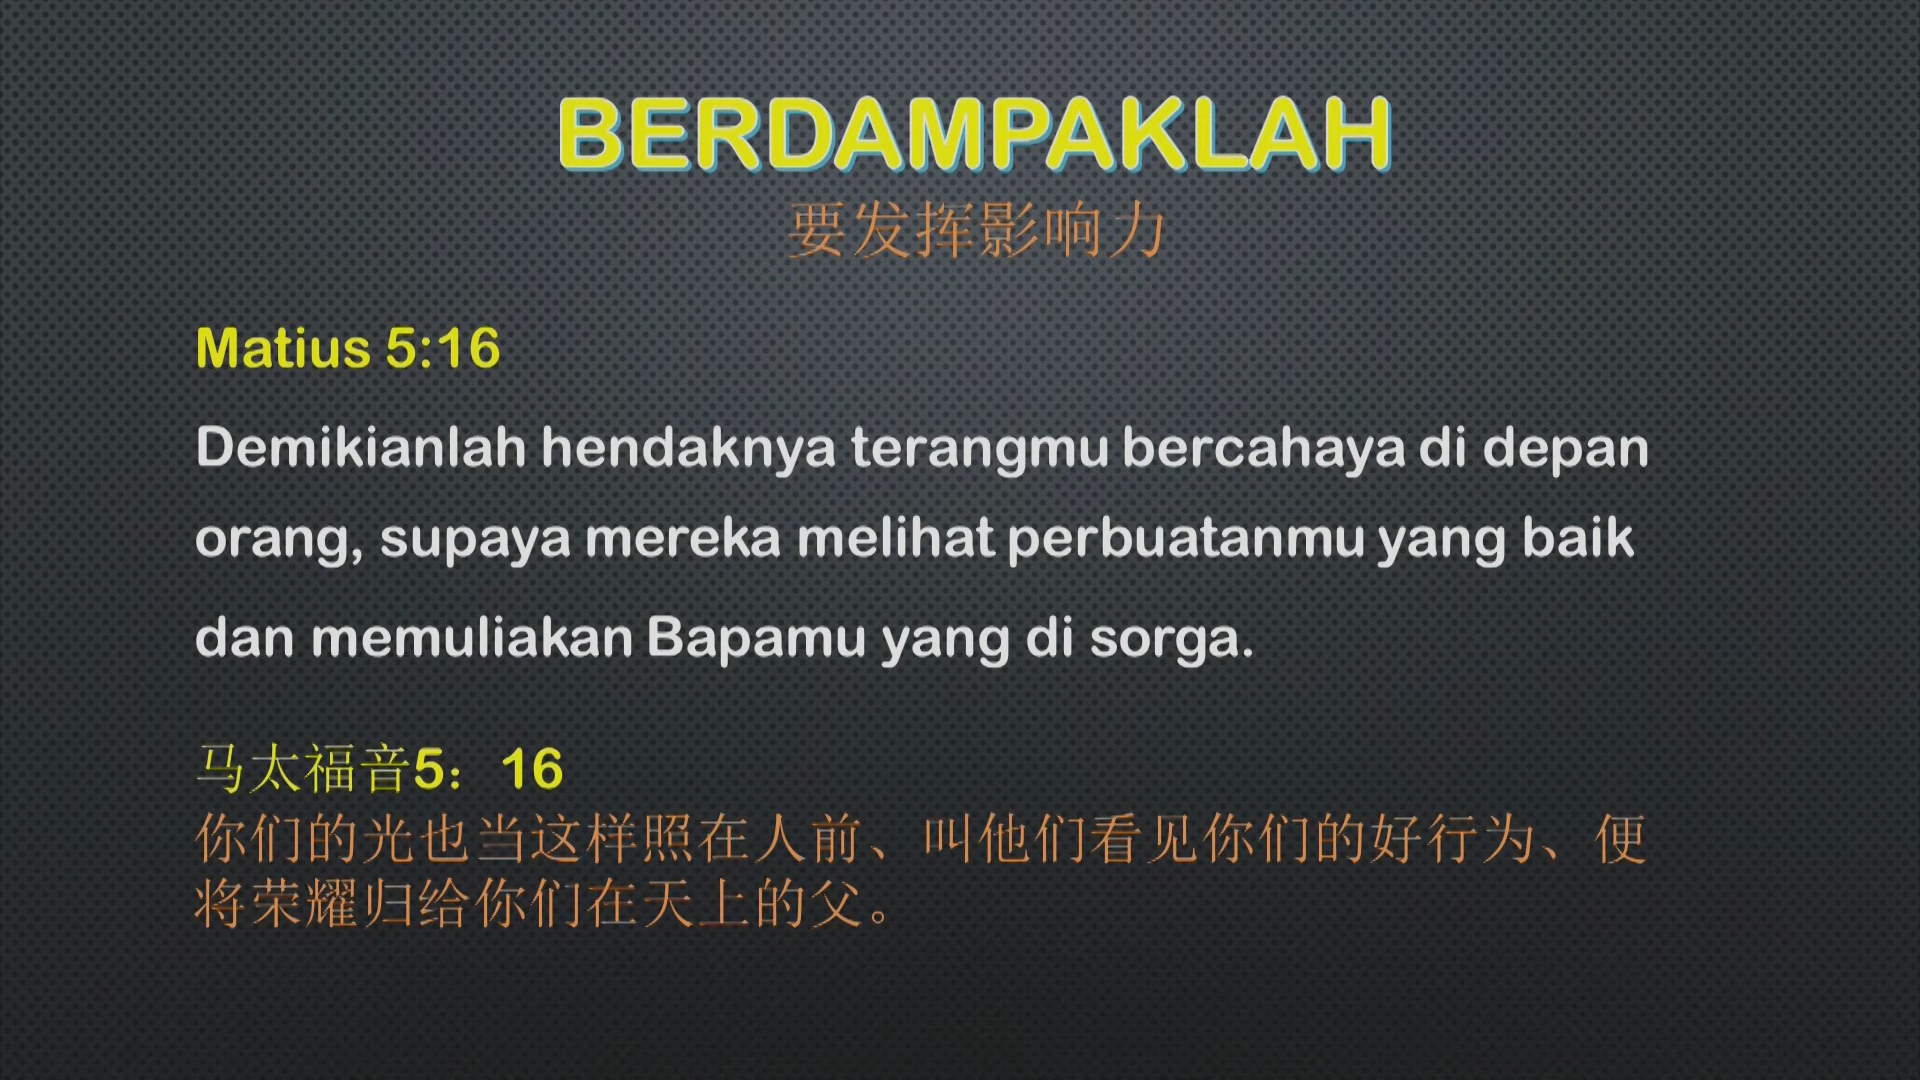 BERDAMPAKLAH
要发挥影响力
Matius 5:16
Demikianlah hendaknya terangmu bercahaya di depan
orang, supaya mereka melihat perbuatanmu yang baik
dan memuliakan Bapamu yang di sorga.
马太福音5：16
你们的光也当这样照在人前、叫他们看见你们的好行为、便
将荣耀归给你们在天上的父。